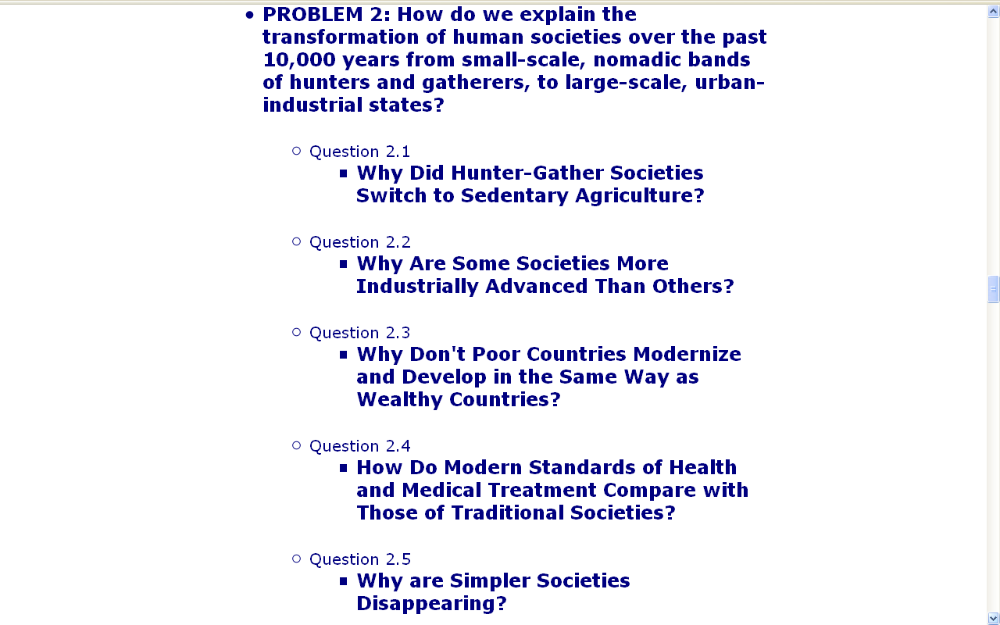 PROBLEM 2: How do we explain the
transformation of human societies over the past
10,000 years from small-scale, nomadic bands
of hunters and gatherers, to large-scale, urban-
industrial states?
Question 2.1
Why Did Hunter-Gather Societies
Switch to Sedentary Agriculture?
Question 2.2
Why Are Some Societies More
Industrially Advanced Than Others?
Question 2.3
Why Don't Poor Countries Modernize
and Develop in the Same Way as
Wealthy Countries?
Question 2.4
How Do Modern Standards of Health
and Medical Treatment Compare with
Those of Traditional Societies?
Question 2.5
Why are Simpler Societies
Disappearing?